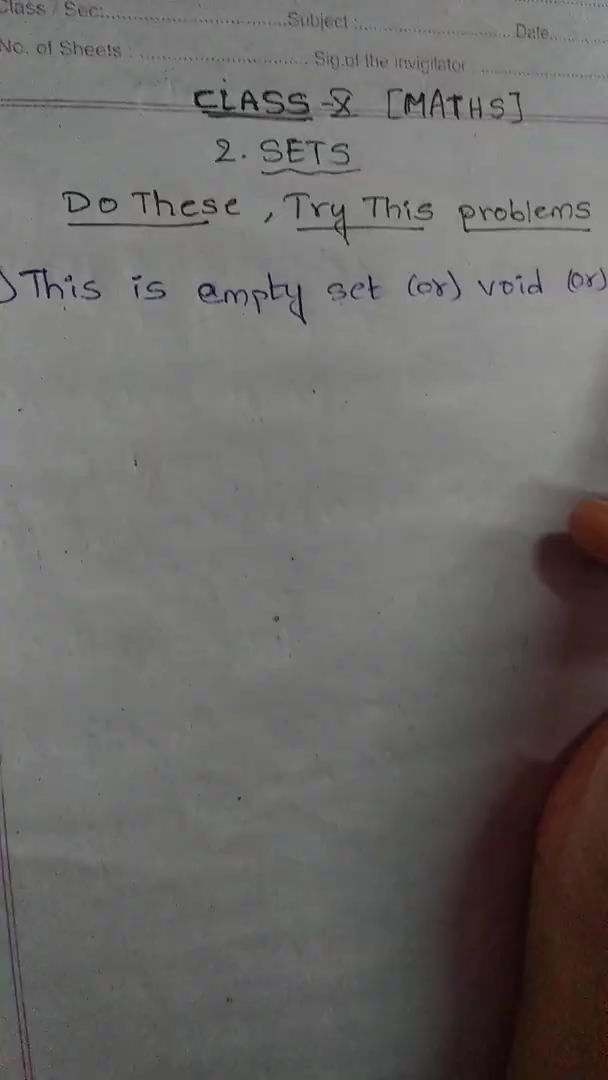 Class / Sec:.................................Subject :.............................Date..........
No. of Sheets : .............................. Sig.of the invigilator ......................
CLASS-X [MATHS]
2. SETS
Do These, Try This problems
) This is empty set (or) void (or)